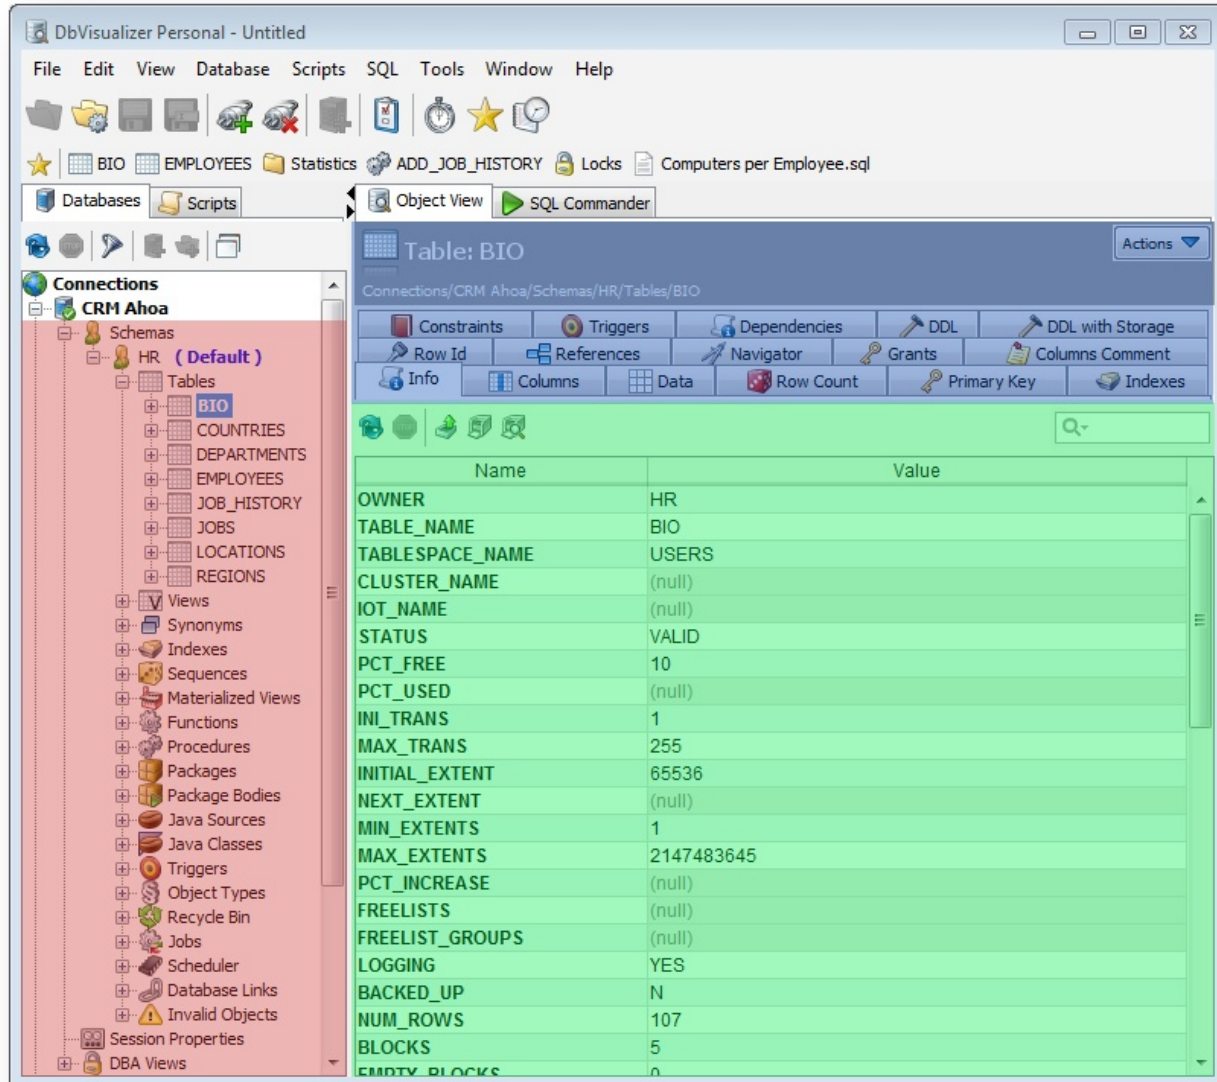 DbVisualizer Personal - Untitled
File Edit View Database Scripts SQL Tools Window Help
BIO EMPLOYEES Statistics ADD_JOB_HISTORY Locks Computers per Employee.sql
Databases Scripts
Object View SQL Commander
Connections
CRM Ahoa
Schemas
HR (Default)
Tables
BIO
COUNTRIES
DEPARTMENTS
EMPLOYEES
JOB_HISTORY
JOBS
LOCATIONS
REGIONS
Views
Synonyms
Indexes
Sequences
Materialized Views
Functions
Procedures
Packages
Package Bodies
Java Sources
Java Classes
Triggers
Object Types
Recycle Bin
Jobs
Scheduler
Database Links
Invalid Objects
Session Properties
DBA Views
Table: BIO
Actions
Connections/CRM Ahoa/Schemas/HR/Tables/BIO
Constraints Triggers Dependencies DDL DDL with Storage
Row Id References Navigator Grants Columns Comment
Info Columns Data Row Count Primary Key Indexes
Name Value
OWNER HR
TABLE_NAME BIO
TABLESPACE_NAME USERS
CLUSTER_NAME (null)
IOT_NAME (null)
STATUS VALID
PCT_FREE 10
PCT_USED (null)
INI_TRANS 1
MAX_TRANS 255
INITIAL_EXTENT 65536
NEXT_EXTENT (null)
MIN_EXTENTS 1
MAX_EXTENTS 2147483645
PCT_INCREASE (null)
FREELISTS (null)
FREELIST_GROUPS (null)
LOGGING YES
BACKED_UP N
NUM_ROWS 107
BLOCKS 5
EMPTY_BLOCKS 0